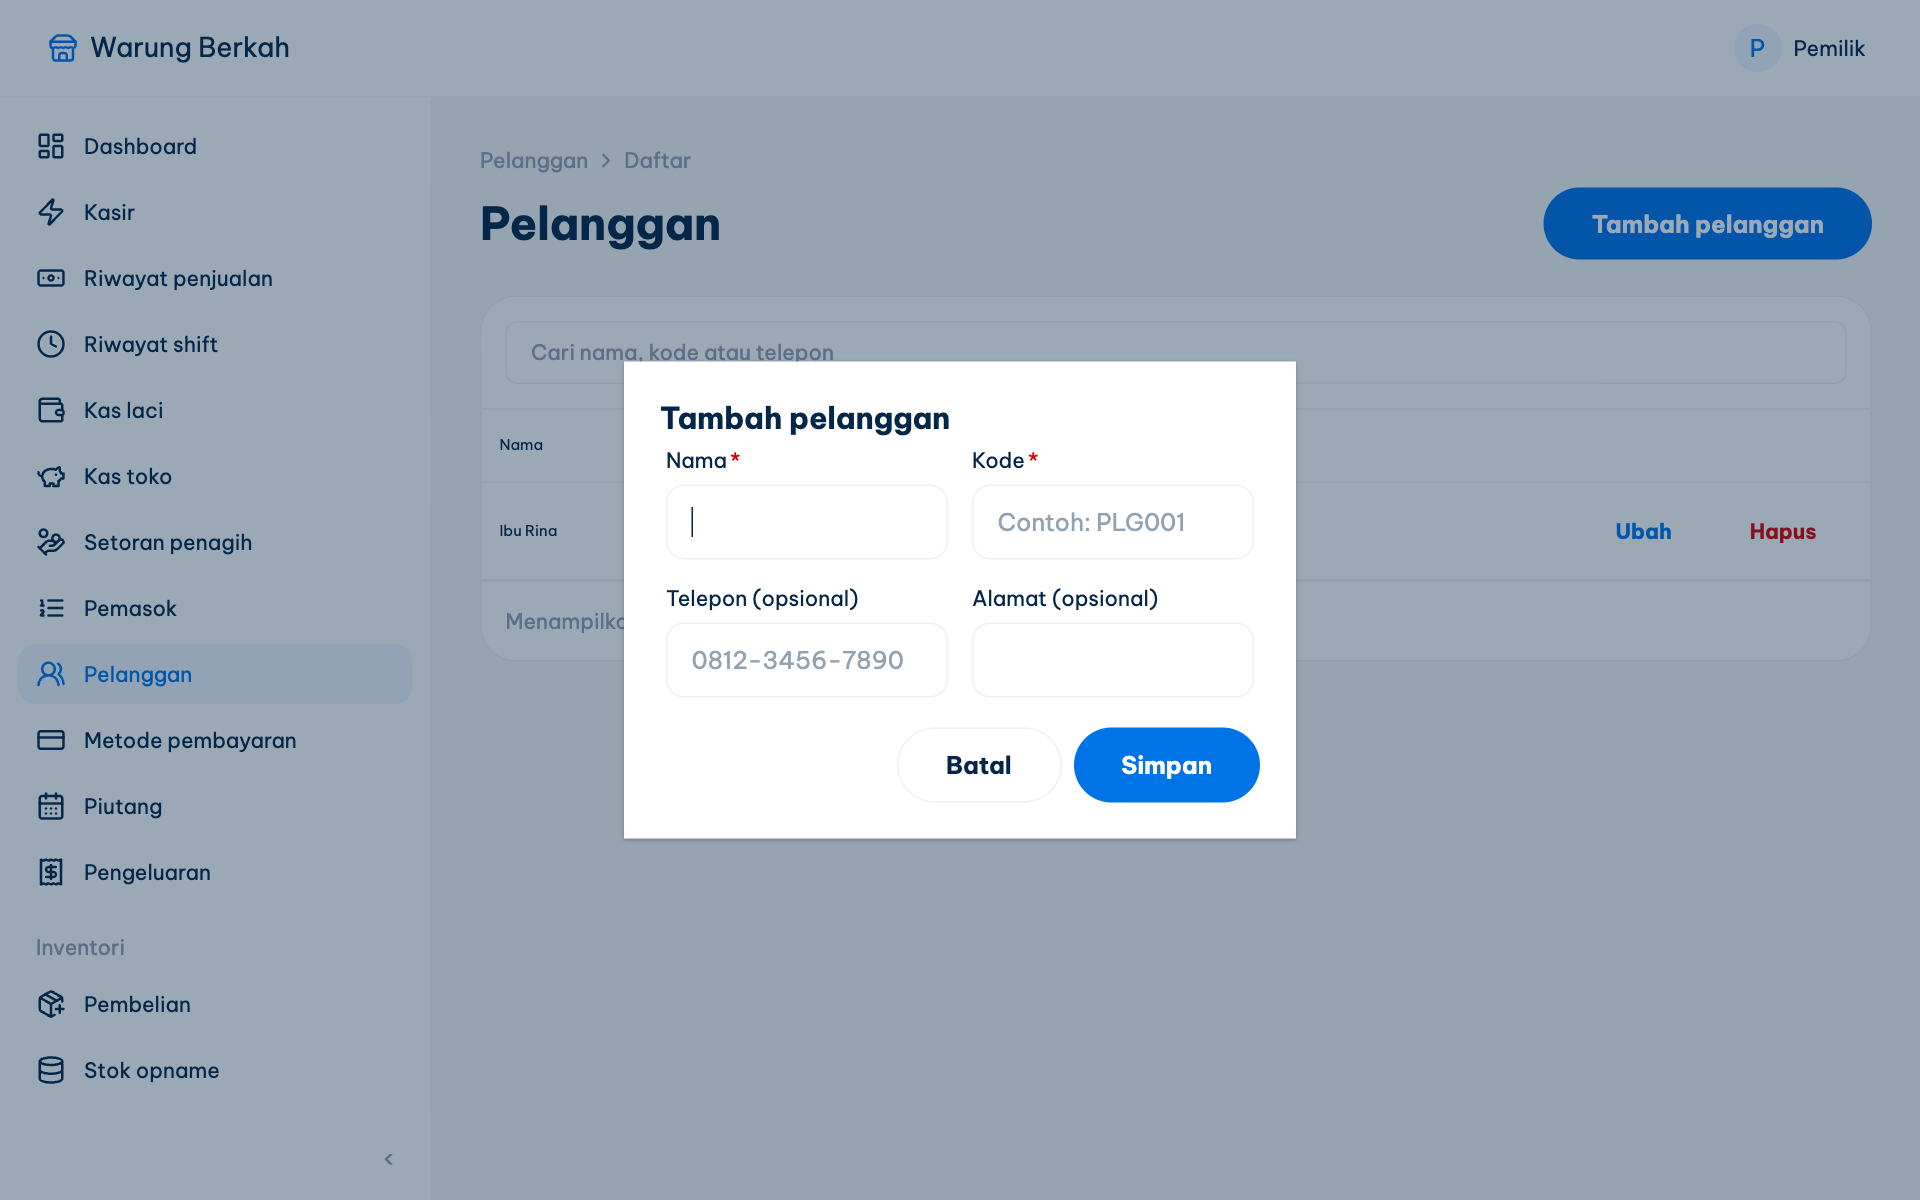 Warung Berkah
P Pemilik
Dashboard
Kasir
Riwayat penjualan
Riwayat shift
Kas laci
Kas toko
Setoran penagih
Pemasok
Pelanggan
Metode pembayaran
Piutang
Pengeluaran
Inventori
Pembelian
Stok opname
Pelanggan > Daftar
Pelanggan
Tambah pelanggan
Cari nama, kode atau telepon
Nama
Ibu Rina
Ubah Hapus
Tambah pelanggan
Nama* Kode*
Contoh: PLG001
Telepon (opsional) Alamat (opsional)
0812-3456-7890
Batal Simpan